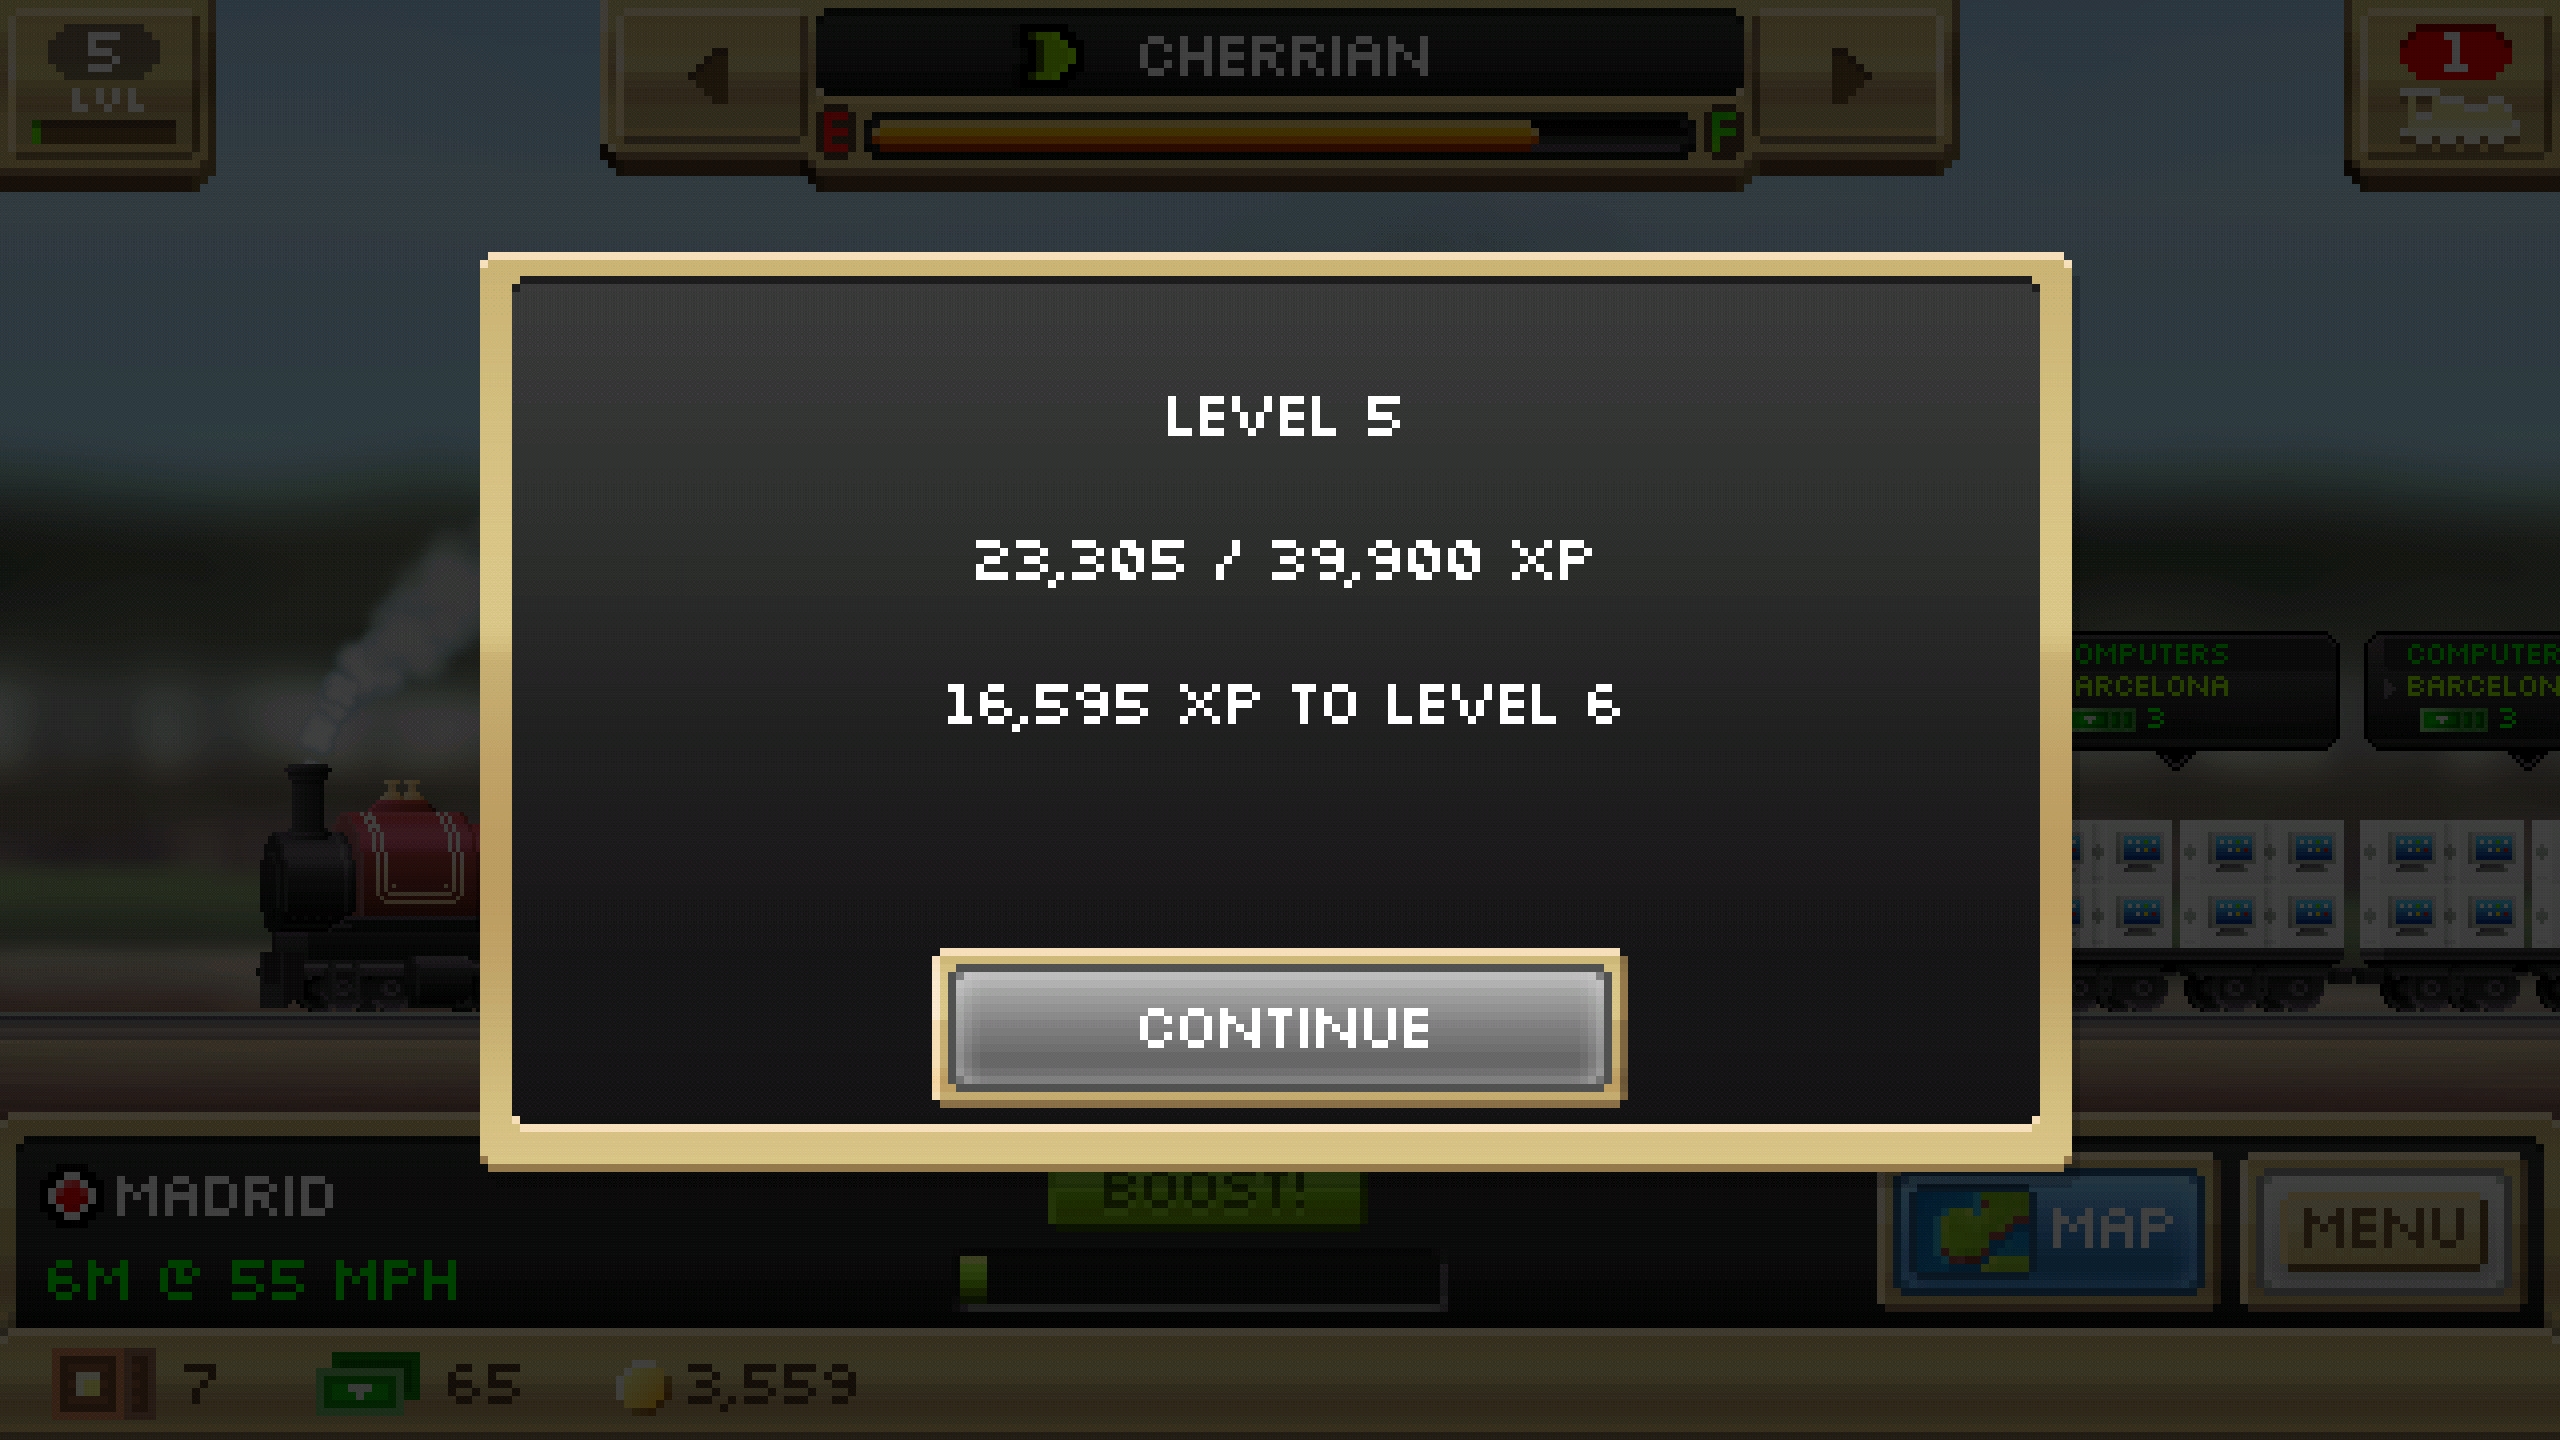 5
LVL
CHERRIAN
E
F
1
LEVEL 5
23,305 / 39,900 XP
16,595 XP TO LEVEL 6
CONTINUE
OMPUTERS
ARCELONA
3
COMPUTER
BARCELON
3
MADRID
6M @ 55 MPH
BOOST!
MAP
MENU
7
65
3,559